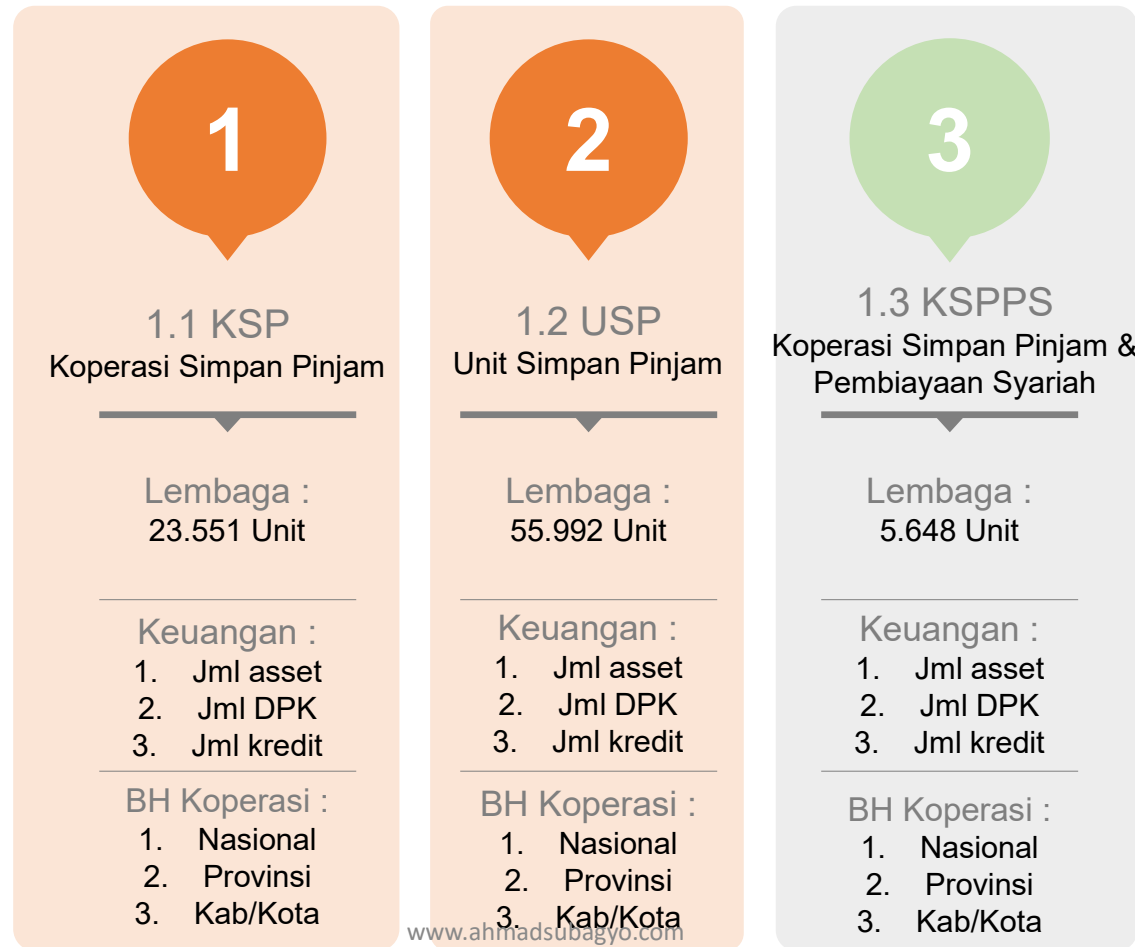 1
1.1 KSP
Koperasi Simpan Pinjam
Lembaga :
23.551 Unit
Keuangan :
1. Jml asset
2. Jml DPK
3. Jml kredit
BH Koperasi :
1. Nasional
2. Provinsi
3. Kab/Kota
2
1.2 USP
Unit Simpan Pinjam
Lembaga :
55.992 Unit
Keuangan :
1. Jml asset
2. Jml DPK
3. Jml kredit
BH Koperasi :
1. Nasional
2. Provinsi
3. Kab/Kota
3
1.3 KSPPS
Koperasi Simpan Pinjam &
Pembiayaan Syariah
Lembaga :
5.648 Unit
Keuangan :
1. Jml asset
2. Jml DPK
3. Jml kredit
BH Koperasi :
1. Nasional
2. Provinsi
3. Kab/Kota
www.ahmadsubagyo.com